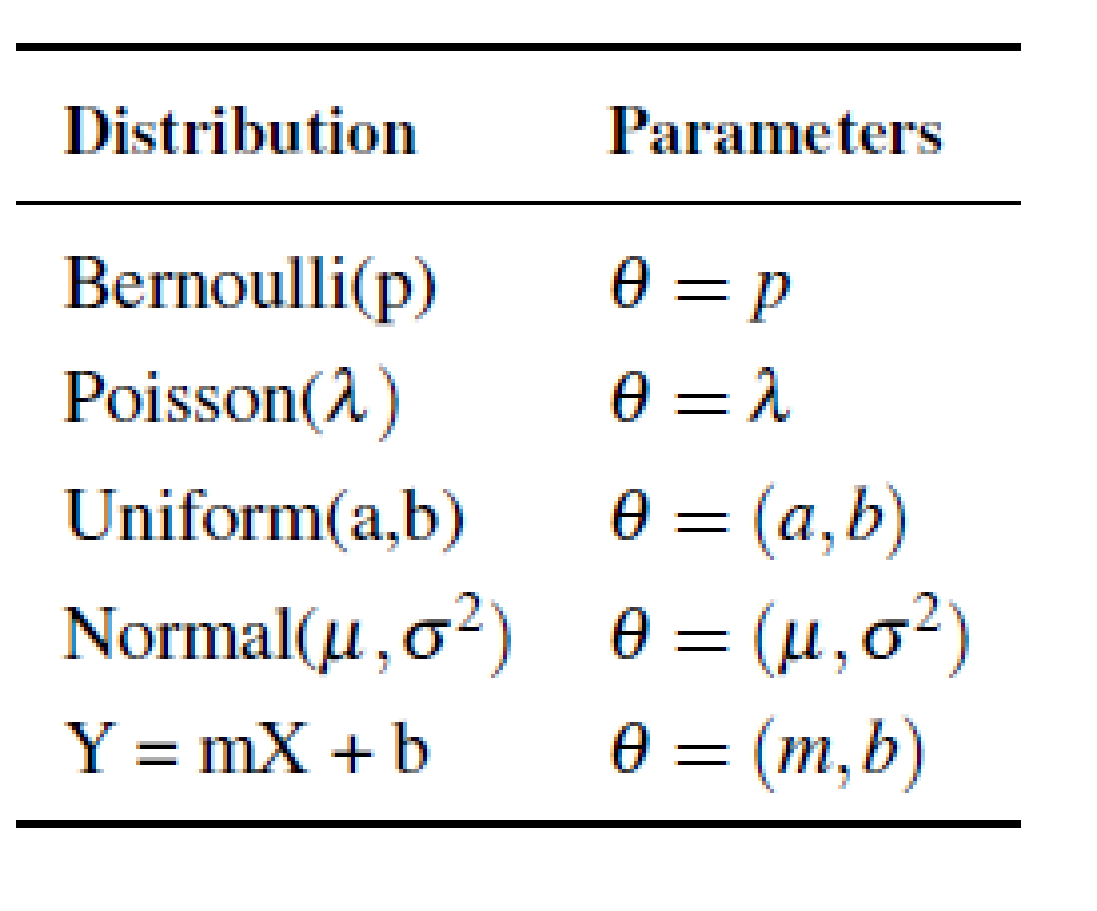 Distribution Parameters
Bernoulli(p) θ = p
Poisson(λ) θ = λ
Uniform(a,b) θ = (a, b)
Normal(μ, σ²) θ = (μ, σ²)
Y = mX + b θ = (m, b)